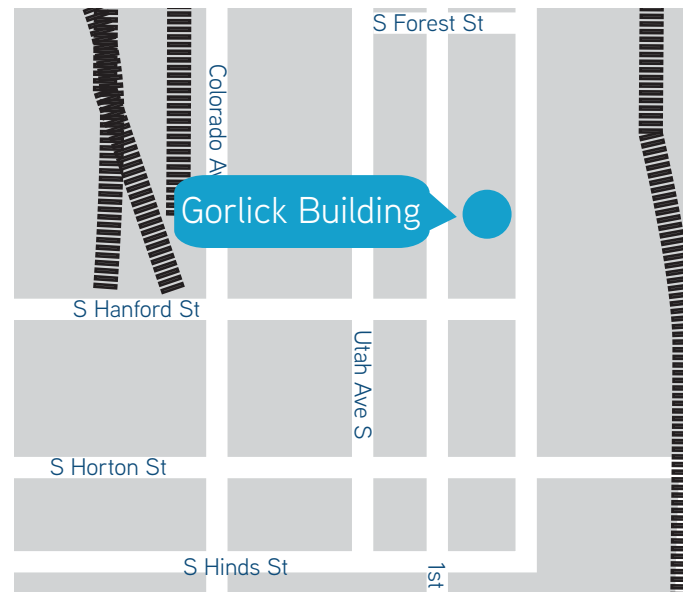 S Forest St
Colorado Av
Gorlick Building
S Hanford St
Utah Ave S
S Horton St
S Hinds St
1st